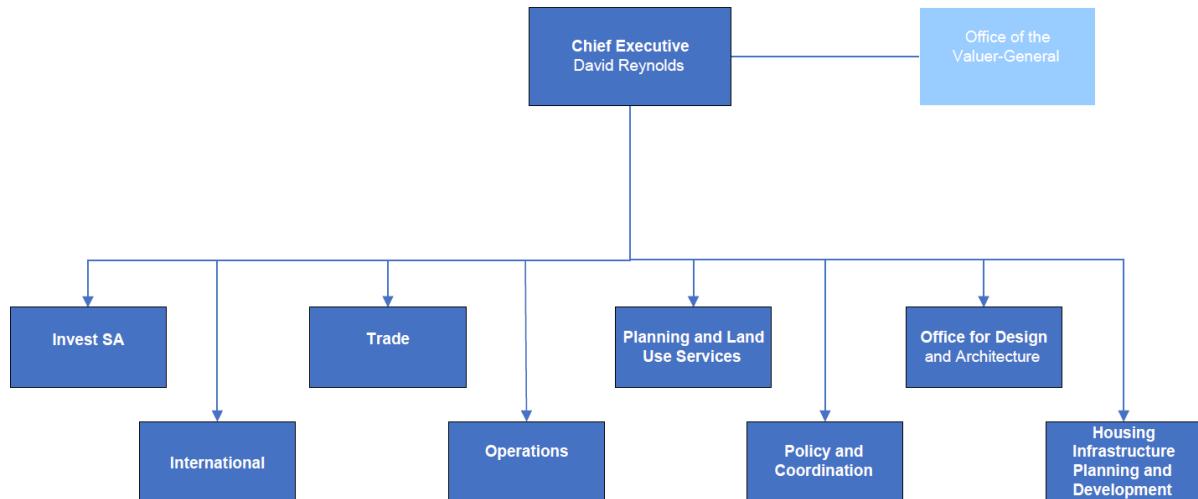 Chief Executive
David Reynolds
Office of the
Valuer-General
Invest SA
Trade
Planning and Land
Use Services
Office for Design
and Architecture
International
Operations
Policy and
Coordination
Housing
Infrastructure
Planning and
Development